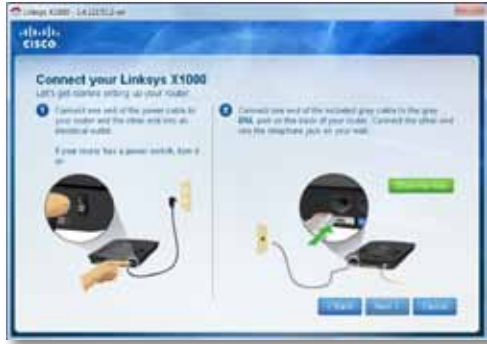 cisco
Connect your Linksys X1000
Let's get started setting up your router.
1 Connect one end of the power cable to
your router and the other end into an
electrical outlet.
If your router has a power switch, turn it
on.
2 Connect one end of the included gray cable to the gray
DSL port on the back of your router. Connect the other end
into the telephone jack on your wall.
Back
Next
Cancel